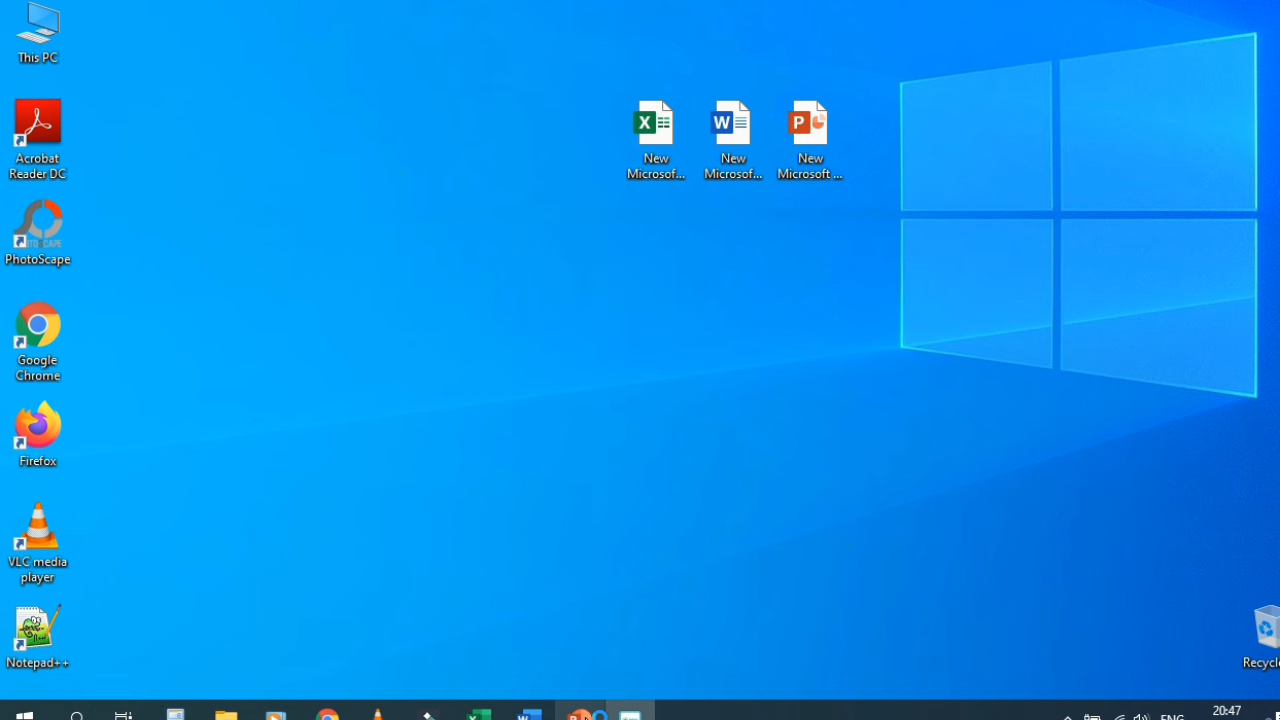 This PC
Acrobat
Reader DC
PhotoScape
Google
Chrome
Firefox
VLC media
player
Notepad++
New
Microsof...
New
Microsof...
New
Microsoft ...
Recycle
20:47
ENG